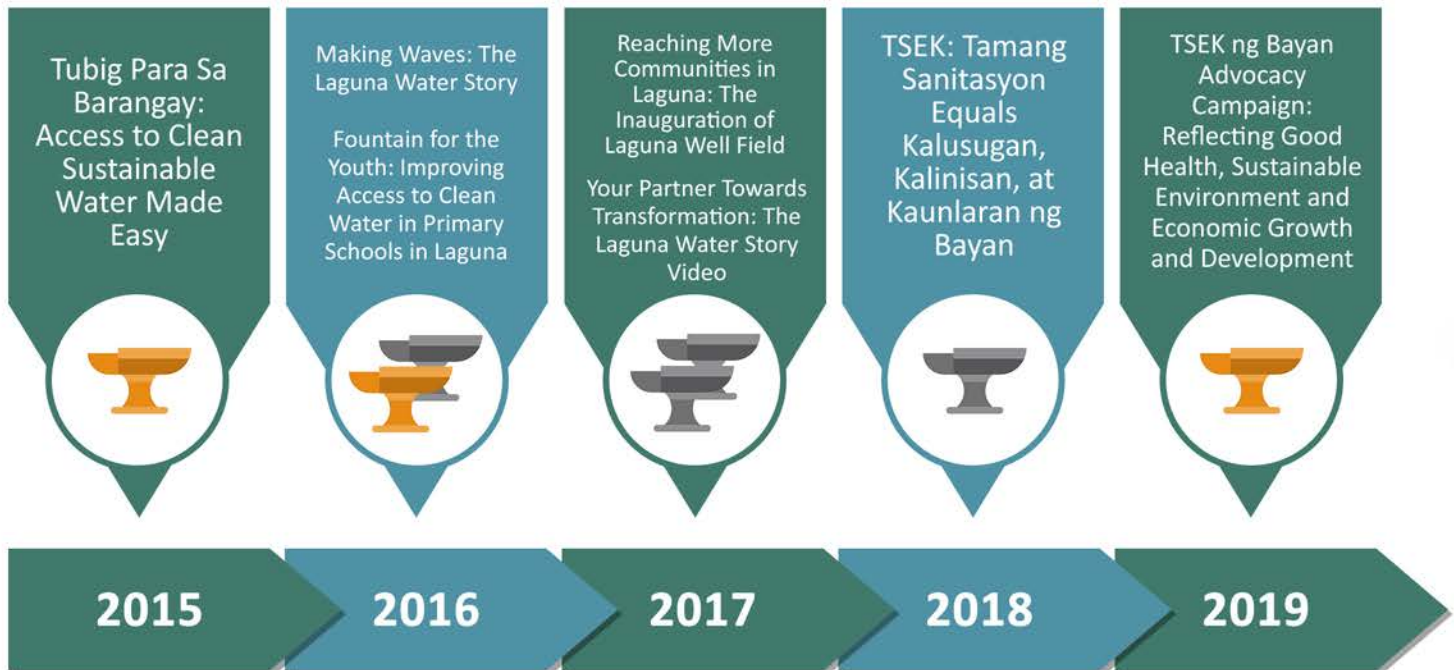 Tubig Para Sa
Barangay:
Access to Clean
Sustainable
Water Made
Easy
Making Waves: The
Laguna Water Story
Fountain for the
Youth: Improving
Access to Clean
Water in Primary
Schools in Laguna
Reaching More
Communities in
Laguna: The
Inauguration of
Laguna Well Field
Your Partner Towards
Transformation: The
Laguna Water Story
Video
TSEK: Tamang
Sanitasyon
Equals
Kalusugan,
Kalinisan, at
Kaunlaran ng
Bayan
TSEK ng Bayan
Advocacy
Campaign:
Reflecting Good
Health, Sustainable
Environment and
Economic Growth
and Development
2015
2016
2017
2018
2019